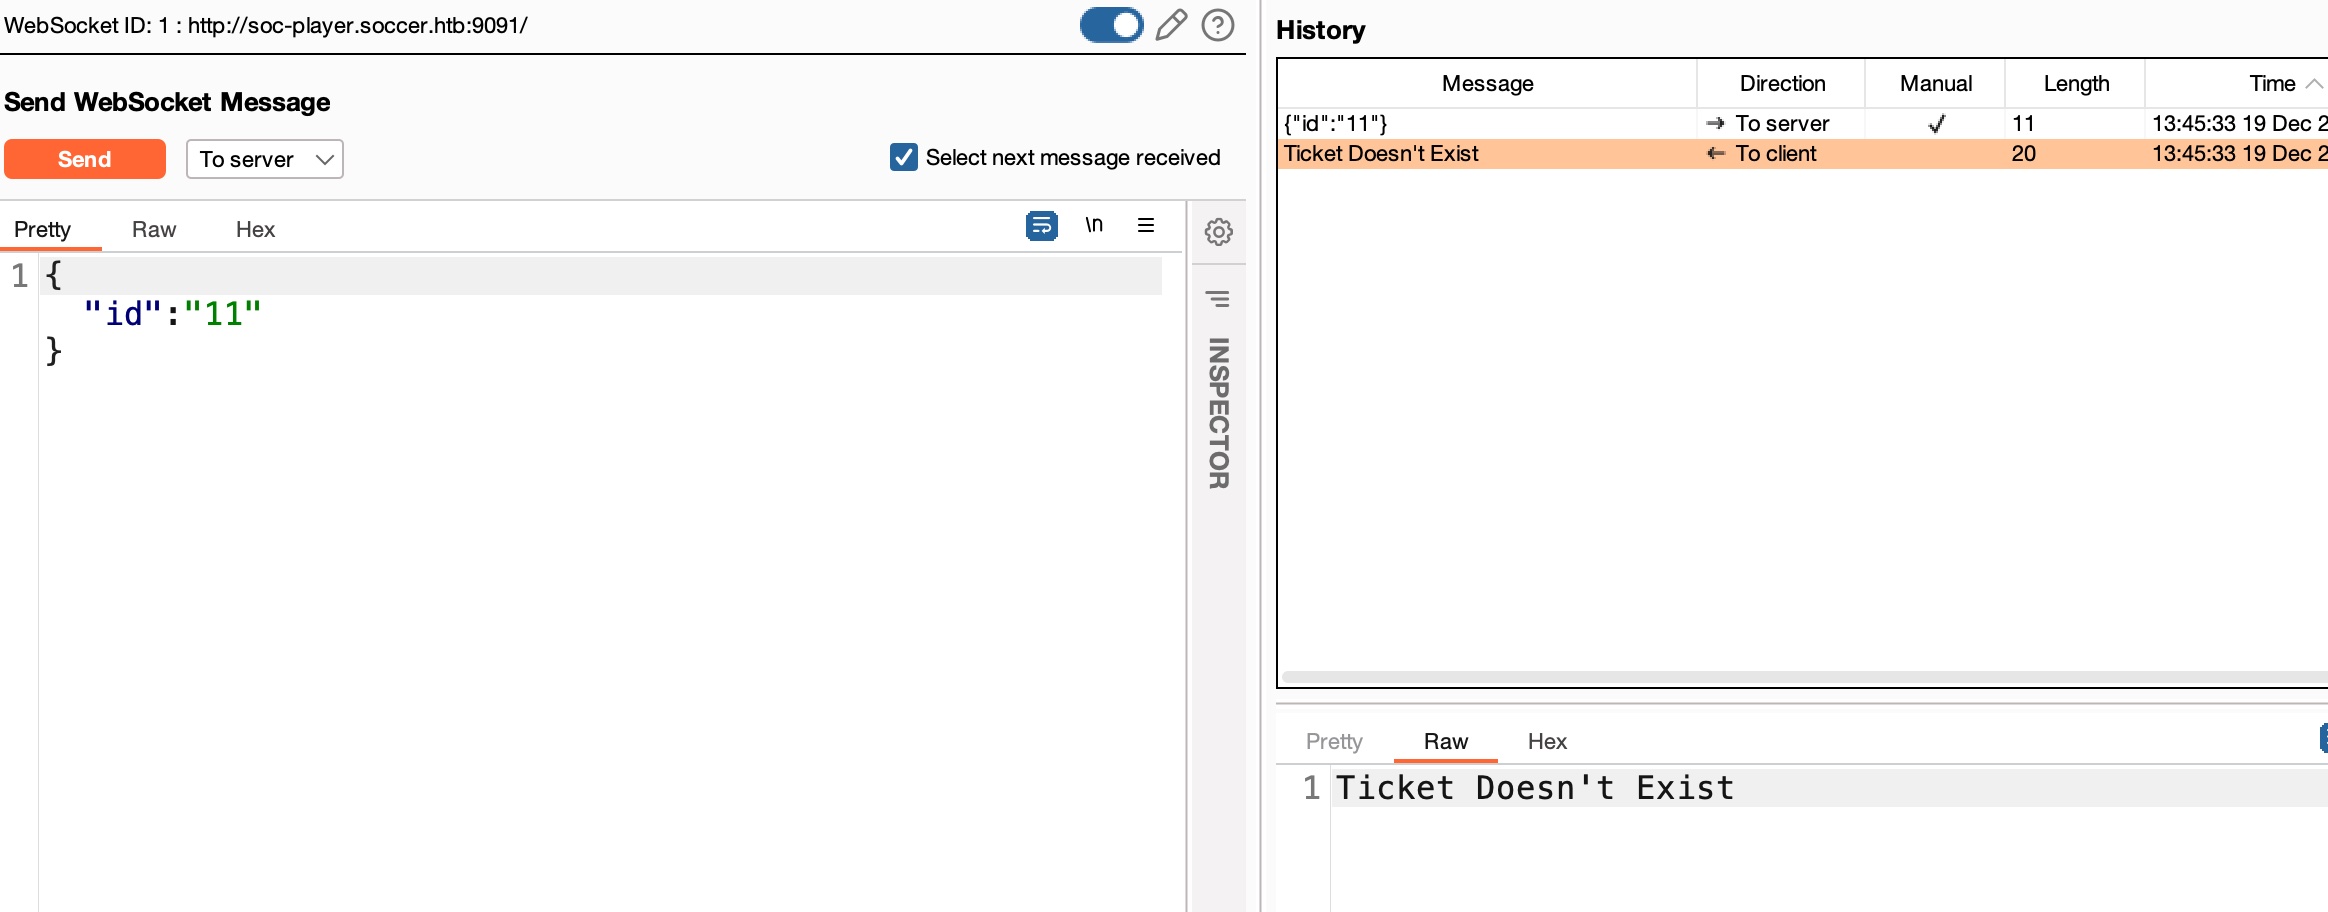 WebSocket ID: 1 : http://soc-player.soccer.htb:9091/
Send WebSocket Message
Send To server Select next message received
Pretty Raw Hex \n
1 {
"id":"11"
}
INSPECTOR
History
Message Direction Manual Length Time
{"id":"11"} To server 11 13:45:33 19 Dec 2
Ticket Doesn't Exist To client 20 13:45:33 19 Dec 2
Pretty Raw Hex
1 Ticket Doesn't Exist